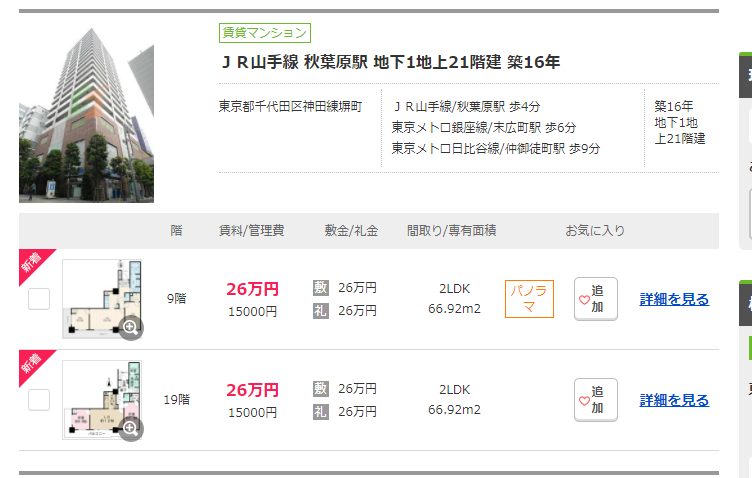 賃貸マンション
ＪＲ山手線 秋葉原駅 地下1地上21階建 築16年
東京都千代田区神田練塀町
ＪＲ山手線/秋葉原駅 歩4分
東京メトロ銀座線/末広町駅 歩6分
東京メトロ日比谷線/仲御徒町駅 歩9分
築16年
地下1地
上21階建
階 賃料/管理費 敷金/礼金 間取り/専有面積 お気に入り
新着
9階
26万円
15000円
敷 26万円
礼 26万円
2LDK
66.92m2
パノラ
マ
追
加
詳細を見る
新着
19階
26万円
15000円
敷 26万円
礼 26万円
2LDK
66.92m2
追
加
詳細を見る